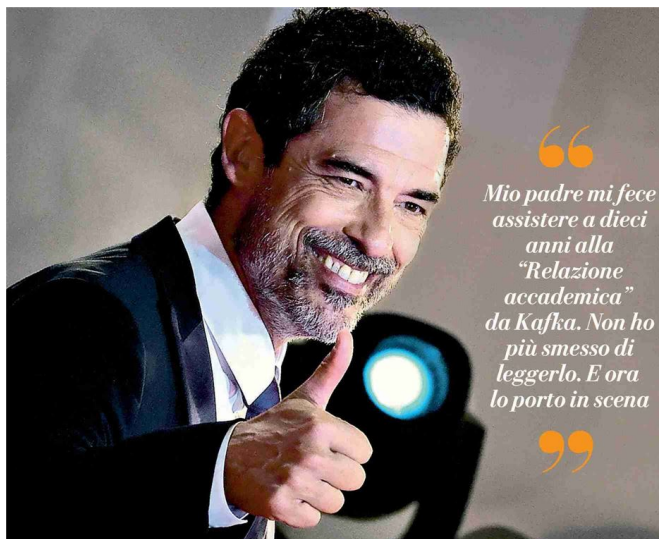 “
Mio padre mi fece
assistere a dieci
anni alla
“Relazione
accademica”
da Kafka. Non ho
più smesso di
leggerlo. E ora
lo porto in scena
”